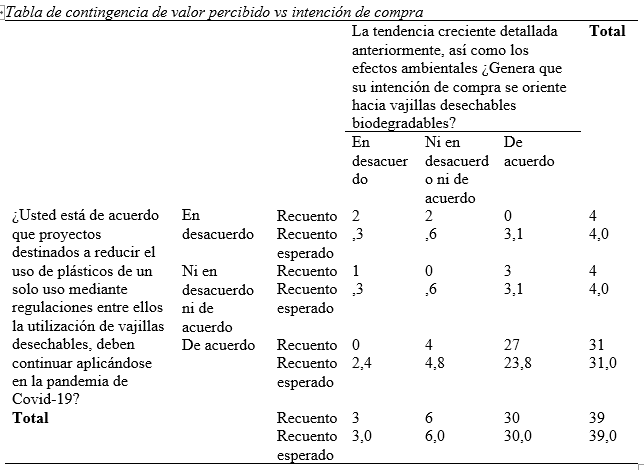 Tabla de contingencia de valor percibido vs intención de compra
La tendencia creciente detallada Total
anteriormente, así como los
efectos ambientales ¿Genera que
su intención de compra se oriente
hacia vajillas desechables
biodegradables?
En Ni en De
desacuer desacuerd acuerdo
do o ni de
acuerdo
¿Usted está de acuerdo En Recuento 2 2 0 4
que proyectos desacuerdo Recuento ,3 ,6 3,1 4,0
destinados a reducir el esperado
uso de plásticos de un Ni en Recuento 1 0 3 4
solo uso mediante desacuerdo Recuento ,3 ,6 3,1 4,0
regulaciones entre ellos ni de esperado
la utilización de vajillas acuerdo
desechables, deben De acuerdo Recuento 0 4 27 31
continuar aplicándose Recuento 2,4 4,8 23,8 31,0
en la pandemia de esperado
Covid-19?
Total Recuento 3 6 30 39
Recuento 3,0 6,0 30,0 39,0
esperado